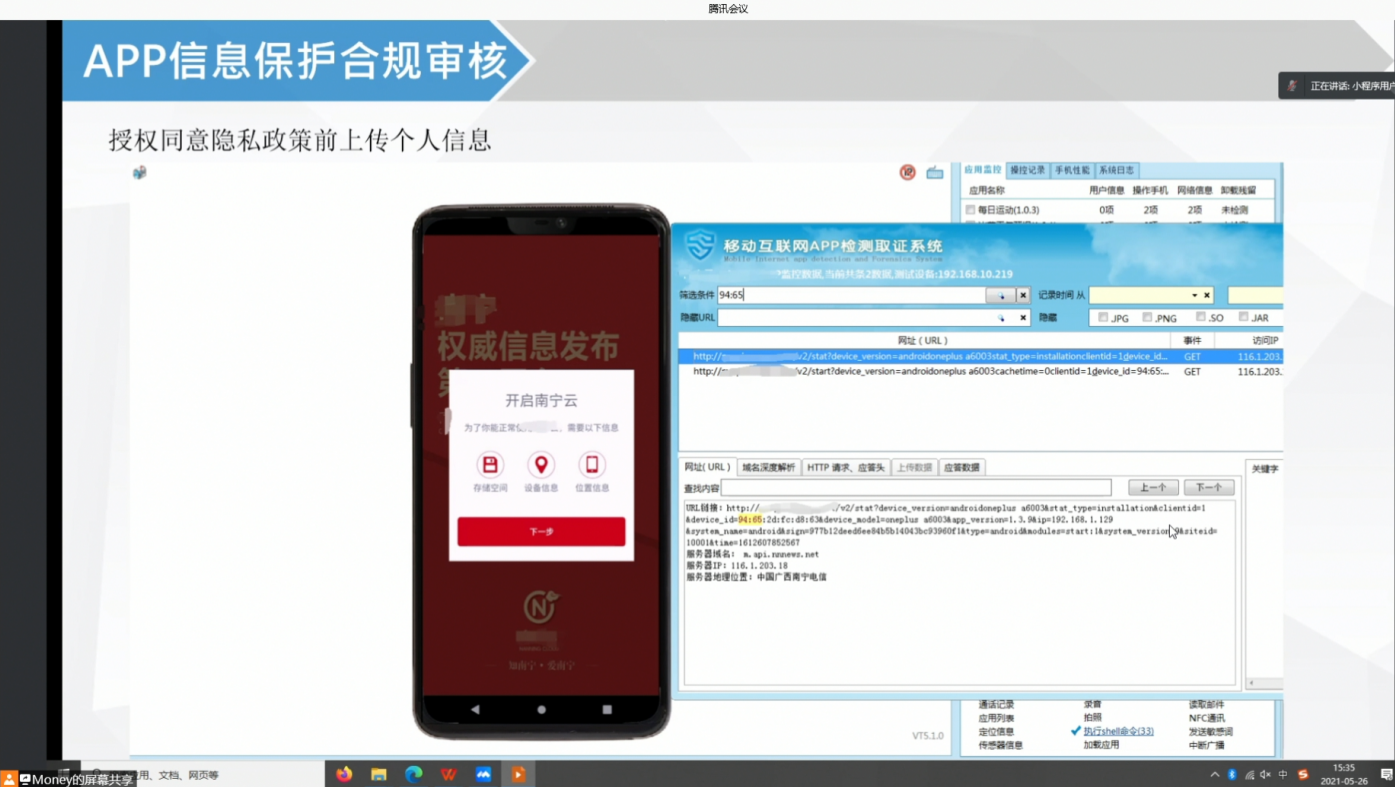 腾讯会议
APP信息保护合规审核
正在讲话: 小程序用户
授权同意隐私政策前上传个人信息
应用监控 操控记录 手机性能 系统日志
应用名称 用户信息 操作手机 网络信息 卸载残留
每日运动(1.0.3) 0项 2项 2项 未检测
移动互联网APP检测取证系统
Mobile Internet app detection and Forensics System
监控数据,当前共条2数据,测试设备:192.168.10.219
筛选条件 94:65 记录时间 从
隐藏URL 隐藏 .JPG .PNG .SO .JAR
网址 ( URL ) 事件 访问IP
http:// /v2/stat?device_version=androidoneplus a6003stat_type=installationclientid=1device_id... GET 116.1.203.
http:// /v2/start?device_version=androidoneplus a6003cachetime=0clientid=1device_id=94:65:... GET 116.1.203.
权威信息发布
第
开启南宁云
为了你能正常 需要以下信息
存储空间 设备信息 位置信息
下一步
知南宁·爱南宁
网址( URL ) 域名深度解析 HTTP 请求、应答头 上传数据 应答数据 关键字
查找内容 上一个 下一个
URL链接: http:// /v2/stat?device_version=androidoneplus a6003&stat_type=installation&clientid=1
&device_id=94:65:2d:fc:d8:63&device_model=oneplus a6003&app_version=1.3.9&ip=192.168.1.129
&system_name=android&sign=977b12deed6ee84b5b14043bc93960f1&type=android&modules=start:1&system_version 9&siteid=
10001&time=1612607852567
服务器域名: m.api.nnnews.net
服务器IP: 116.1.203.18
服务器地理位置: 中国广西南宁电信
VT5.1.0
通话记录 录音 读取邮件
应用列表 拍照 NFC通讯
定位信息 执行shell命令(33) 发送敏感词
传感器信息 加载应用 中断广播
Money的屏幕共享
用、文档、网页等
中
15:35
2021-05-26